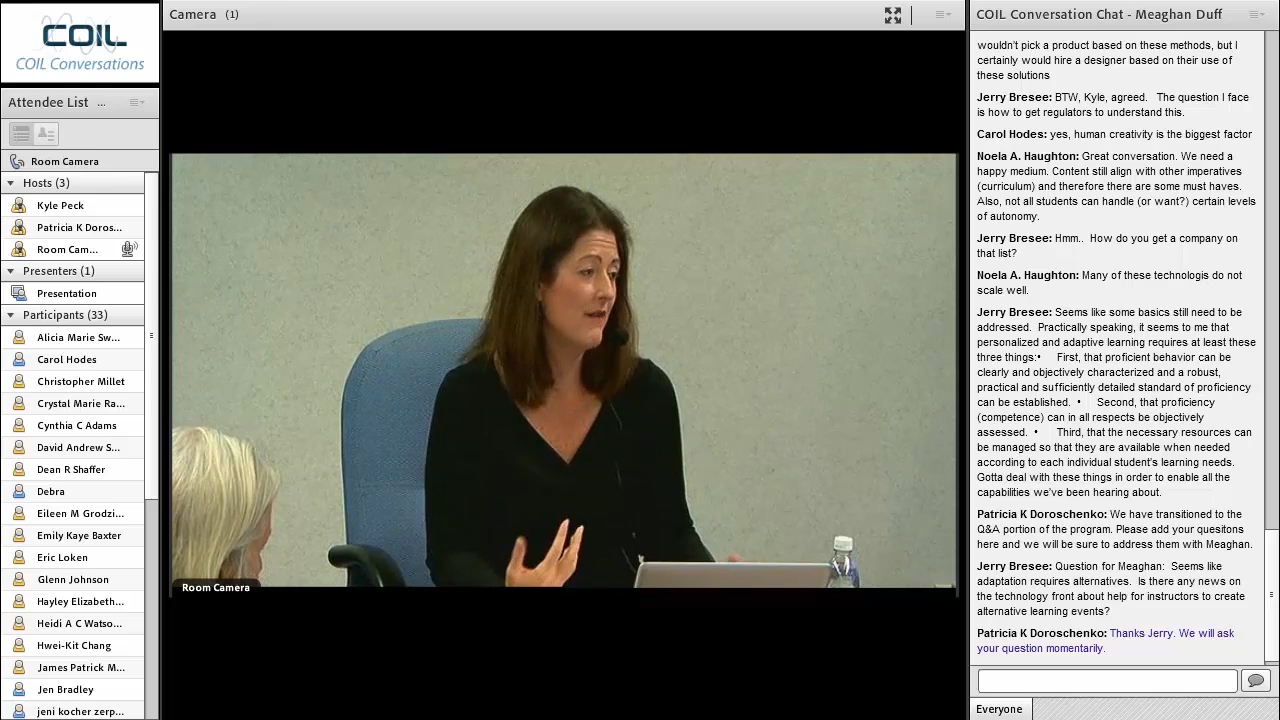 COIL
COIL Conversations
Attendee List ...
Room Camera
Hosts (3)
Kyle Peck
Patricia K Doros...
Room Cam...
Presenters (1)
Presentation
Participants (33)
Alicia Marie Sw...
Carol Hodes
Christopher Millet
Crystal Marie Ra...
Cynthia C Adams
David Andrew S...
Dean R Shaffer
Debra
Eileen M Grodzi...
Emily Kaye Baxter
Eric Loken
Glenn Johnson
Hayley Elizabeth...
Heidi A C Watso...
Hwei-Kit Chang
James Patrick M...
Jen Bradley
jeni kocher zerp...
Camera (1)
Room Camera
COIL Conversation Chat - Meaghan Duff
wouldn't pick a product based on these methods, but I
certainly would hire a designer based on their use of
these solutions
Jerry Bresee: BTW, Kyle, agreed. The question I face
is how to get regulators to understand this.
Carol Hodes: yes, human creativity is the biggest factor
Noela A. Haughton: Great conversation. We need a
happy medium. Content still align with other imperatives
(curriculum) and therefore there are some must haves.
Also, not all students can handle (or want?) certain levels
of autonomy.
Jerry Bresee: Hmm.. How do you get a company on
that list?
Noela A. Haughton: Many of these technologis do not
scale well.
Jerry Bresee: Seems like some basics still need to be
addressed. Practically speaking, it seems to me that
personalized and adaptive learning requires at least these
three things:• First, that proficient behavior can be
clearly and objectively characterized and a robust,
practical and sufficiently detailed standard of proficiency
can be established. • Second, that proficiency
(competence) can in all respects be objectively
assessed. • Third, that the necessary resources can
be managed so that they are available when needed
according to each individual student's learning needs.
Gotta deal with these things in order to enable all the
capabilities we've been hearing about.
Patricia K Doroschenko: We have transitioned to the
Q&A portion of the program. Please add your quesitons
here and we will be sure to address them with Meaghan.
Jerry Bresee: Question for Meaghan: Seems like
adaptation requires alternatives. Is there any news on
the technology front about help for instructors to create
alternative learning events?
Patricia K Doroschenko: Thanks Jerry. We will ask
your question momentarily.
Everyone